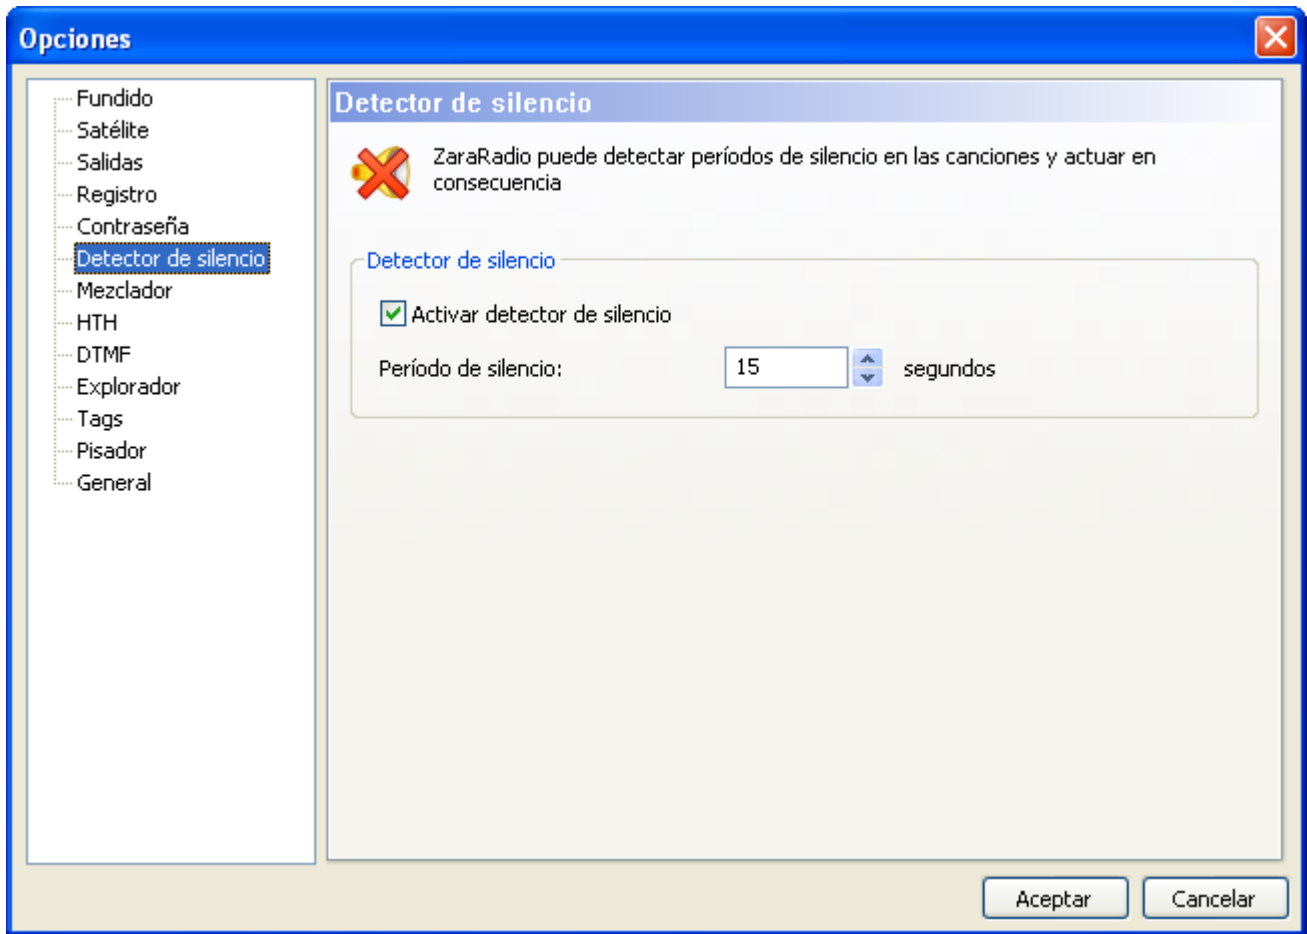 Opciones
Fundido
Satélite
Salidas
Registro
Contraseña
Detector de silencio
Mezclador
HTH
DTMF
Explorador
Tags
Pisador
General
Detector de silencio
ZaraRadio puede detectar períodos de silencio en las canciones y actuar en
consecuencia
Detector de silencio
Activar detector de silencio
Período de silencio: 15 segundos
Aceptar Cancelar